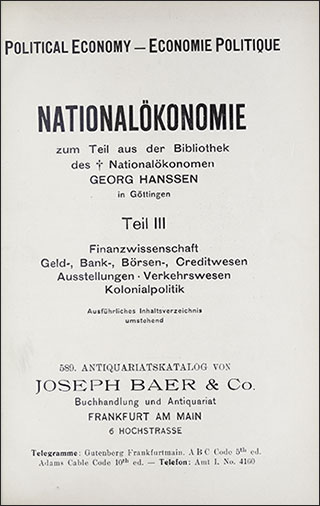 POLITICAL ECONOMY — ECONOMIE POLITIQUE
NATIONALÖKONOMIE
zum Teil aus der Bibliothek
des † Nationalökonomen
GEORG HANSSEN
in Göttingen
Teil III
Finanzwissenschaft
Geld-, Bank-, Börsen-, Creditwesen
Ausstellungen · Verkehrswesen
Kolonialpolitik
Ausführliches Inhaltsverzeichnis
umstehend
589. ANTIQUARIATSKATALOG VON
JOSEPH BAER & Co.
Buchhandlung und Antiquariat
FRANKFURT AM MAIN
6 HOCHSTRASSE
Telegramme: Gutenberg Frankfurtmain. A B C Code 5th ed.
Adams Cable Code 10th ed. — Telefon: Amt I. No. 4160